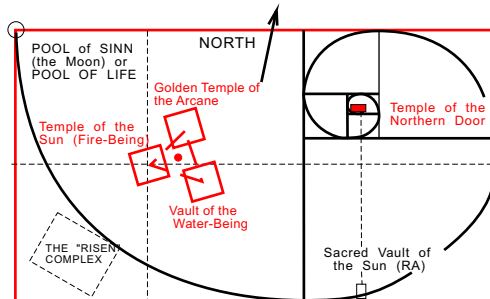 POOL of SINN
(the Moon) or
POOL OF LIFE
NORTH
Golden Temple of
the Arcane
Temple of the
Sun (Fire-Being)
Temple of the
Northern Door
Vault of the
Water-Being
THE "RISEN"
COMPLEX
Sacred Vault of
the Sun (RA)